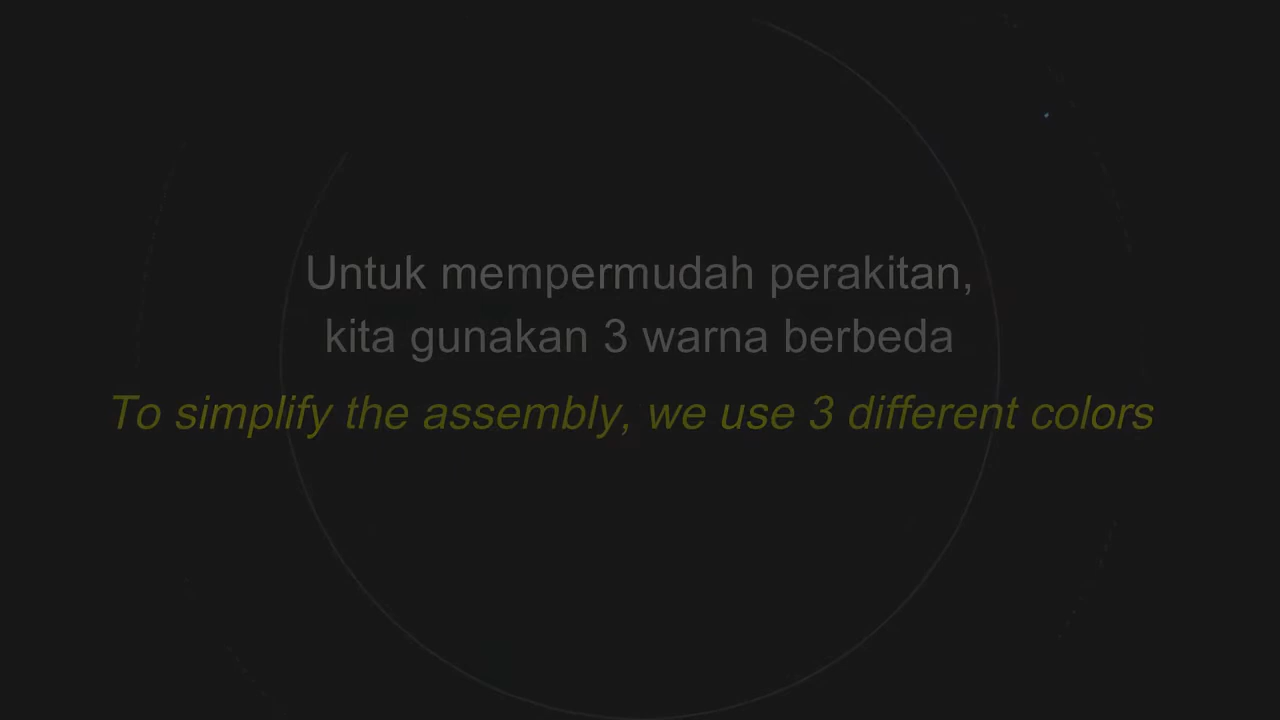 Untuk mempermudah perakitan,
kita gunakan 3 warna berbeda
To simplify the assembly, we use 3 different colors